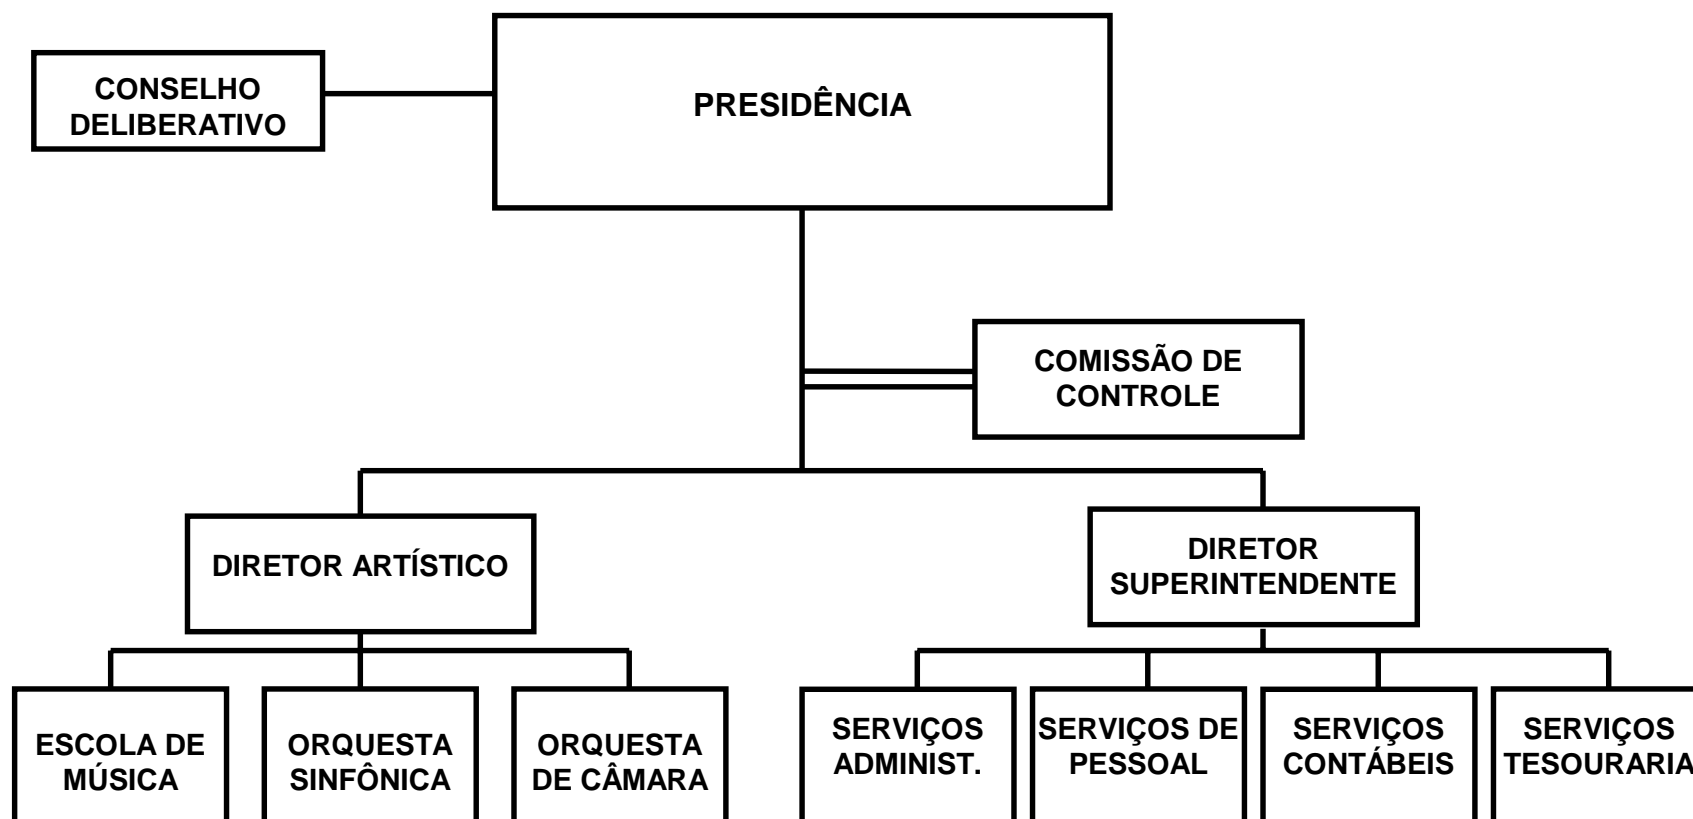 CONSELHO
DELIBERATIVO
PRESIDÊNCIA
COMISSÃO DE
CONTROLE
DIRETOR ARTÍSTICO
DIRETOR
SUPERINTENDENTE
ESCOLA DE
MÚSICA
ORQUESTA
SINFÔNICA
ORQUESTA
DE CÂMARA
SERVIÇOS
ADMINIST.
SERVIÇOS DE
PESSOAL
SERVIÇOS
CONTÁBEIS
SERVIÇOS
TESOURARIA